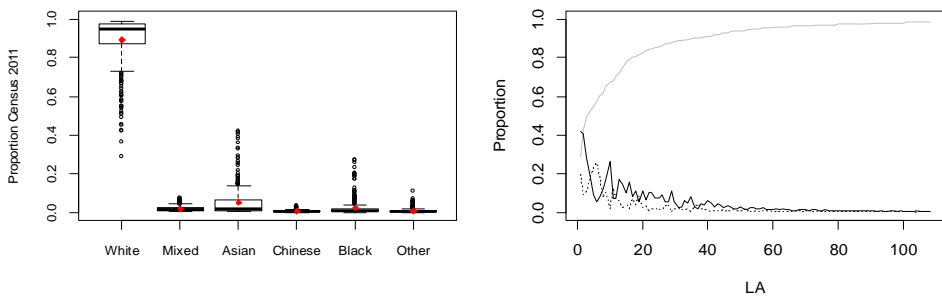 Proportion Census 2011
1.0
0.8
0.6
0.4
0.2
0.0
White Mixed Asian Chinese Black Other
Proportion
1.0
0.8
0.6
0.4
0.2
0.0
0 20 40 60 80 100
LA